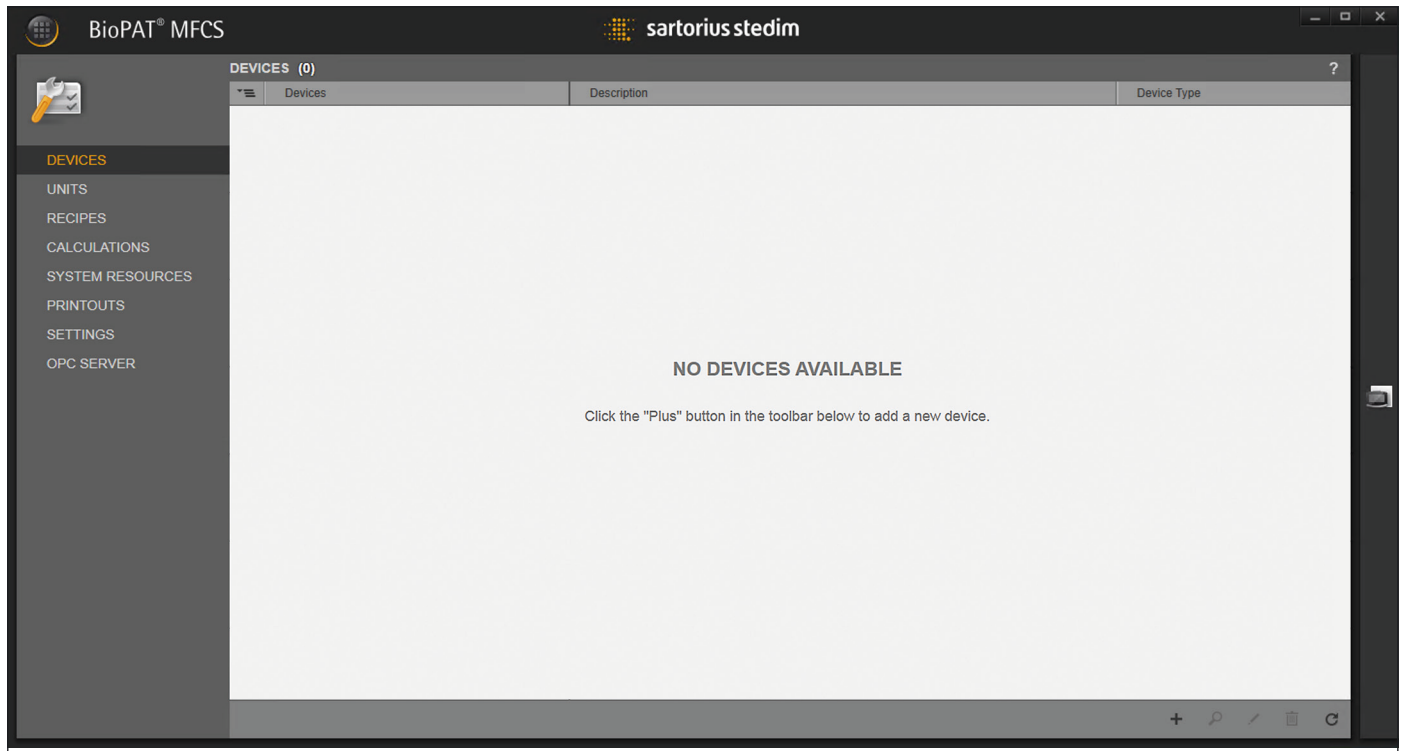 BioPAT® MFCS
sartorius stedim
DEVICES (0)
?
Devices Description Device Type
DEVICES
UNITS
RECIPES
CALCULATIONS
SYSTEM RESOURCES
PRINTOUTS
SETTINGS
OPC SERVER
NO DEVICES AVAILABLE
Click the "Plus" button in the toolbar below to add a new device.